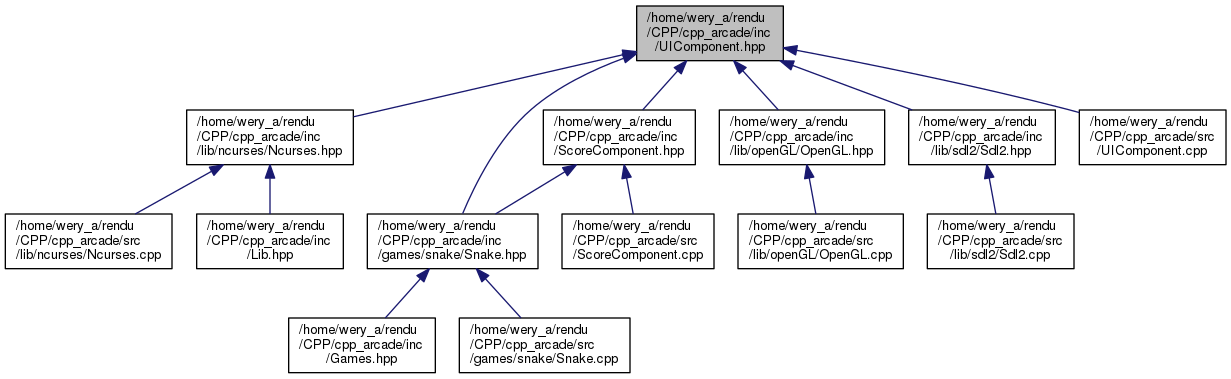 /home/wery_a/rendu
/CPP/cpp_arcade/inc
/UIComponent.hpp
/home/wery_a/rendu
/CPP/cpp_arcade/inc
/lib/ncurses/Ncurses.hpp
/home/wery_a/rendu
/CPP/cpp_arcade/inc
/ScoreComponent.hpp
/home/wery_a/rendu
/CPP/cpp_arcade/inc
/lib/openGL/OpenGL.hpp
/home/wery_a/rendu
/CPP/cpp_arcade/inc
/lib/sdl2/Sdl2.hpp
/home/wery_a/rendu
/CPP/cpp_arcade/src
/UIComponent.cpp
/home/wery_a/rendu
/CPP/cpp_arcade/src
/lib/ncurses/Ncurses.cpp
/home/wery_a/rendu
/CPP/cpp_arcade/inc
/Lib.hpp
/home/wery_a/rendu
/CPP/cpp_arcade/inc
/games/snake/Snake.hpp
/home/wery_a/rendu
/CPP/cpp_arcade/src
/ScoreComponent.cpp
/home/wery_a/rendu
/CPP/cpp_arcade/src
/lib/openGL/OpenGL.cpp
/home/wery_a/rendu
/CPP/cpp_arcade/src
/lib/sdl2/Sdl2.cpp
/home/wery_a/rendu
/CPP/cpp_arcade/inc
/Games.hpp
/home/wery_a/rendu
/CPP/cpp_arcade/src
/games/snake/Snake.cpp